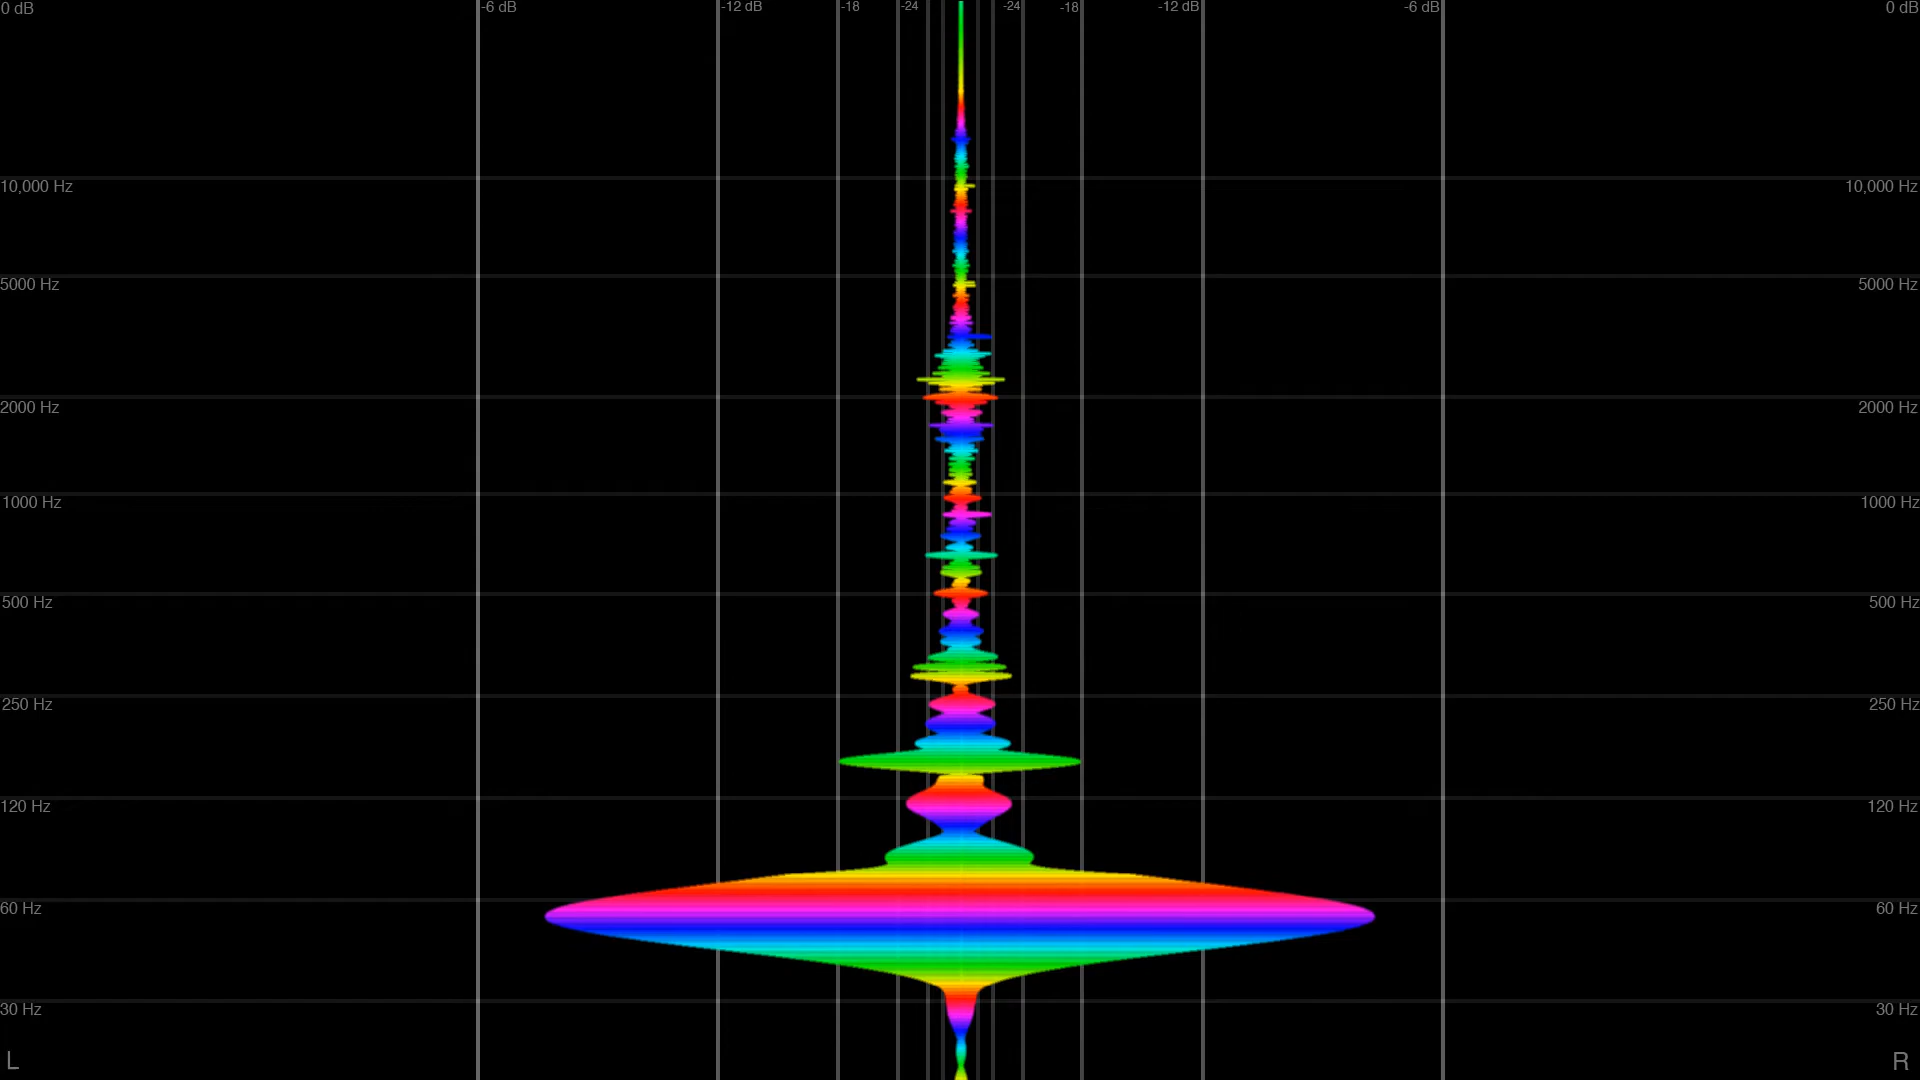 0 dB -6 dB -12 dB -18 -24 -24 -18 -12 dB -6 dB 0 dB
10,000 Hz 10,000 Hz
5000 Hz 5000 Hz
2000 Hz 2000 Hz
1000 Hz 1000 Hz
500 Hz 500 Hz
250 Hz 250 Hz
120 Hz 120 Hz
60 Hz 60 Hz
30 Hz 30 Hz
L R